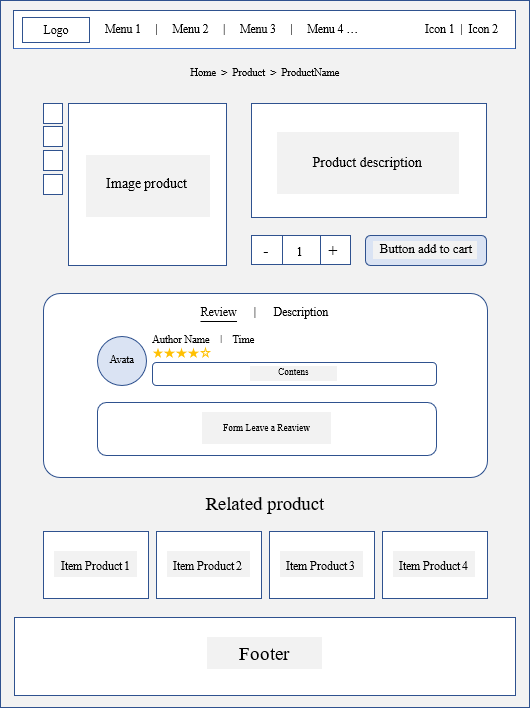 Logo Menu 1 | Menu 2 | Menu 3 | Menu 4 … Icon 1 | Icon 2
Home > Product > ProductName
Image product
Product description
- 1 +
Button add to cart
Review | Description
Avata
Author Name | Time
Contens
Form Leave a Reaview
Related product
Item Product 1
Item Product 2
Item Product 3
Item Product 4
Footer